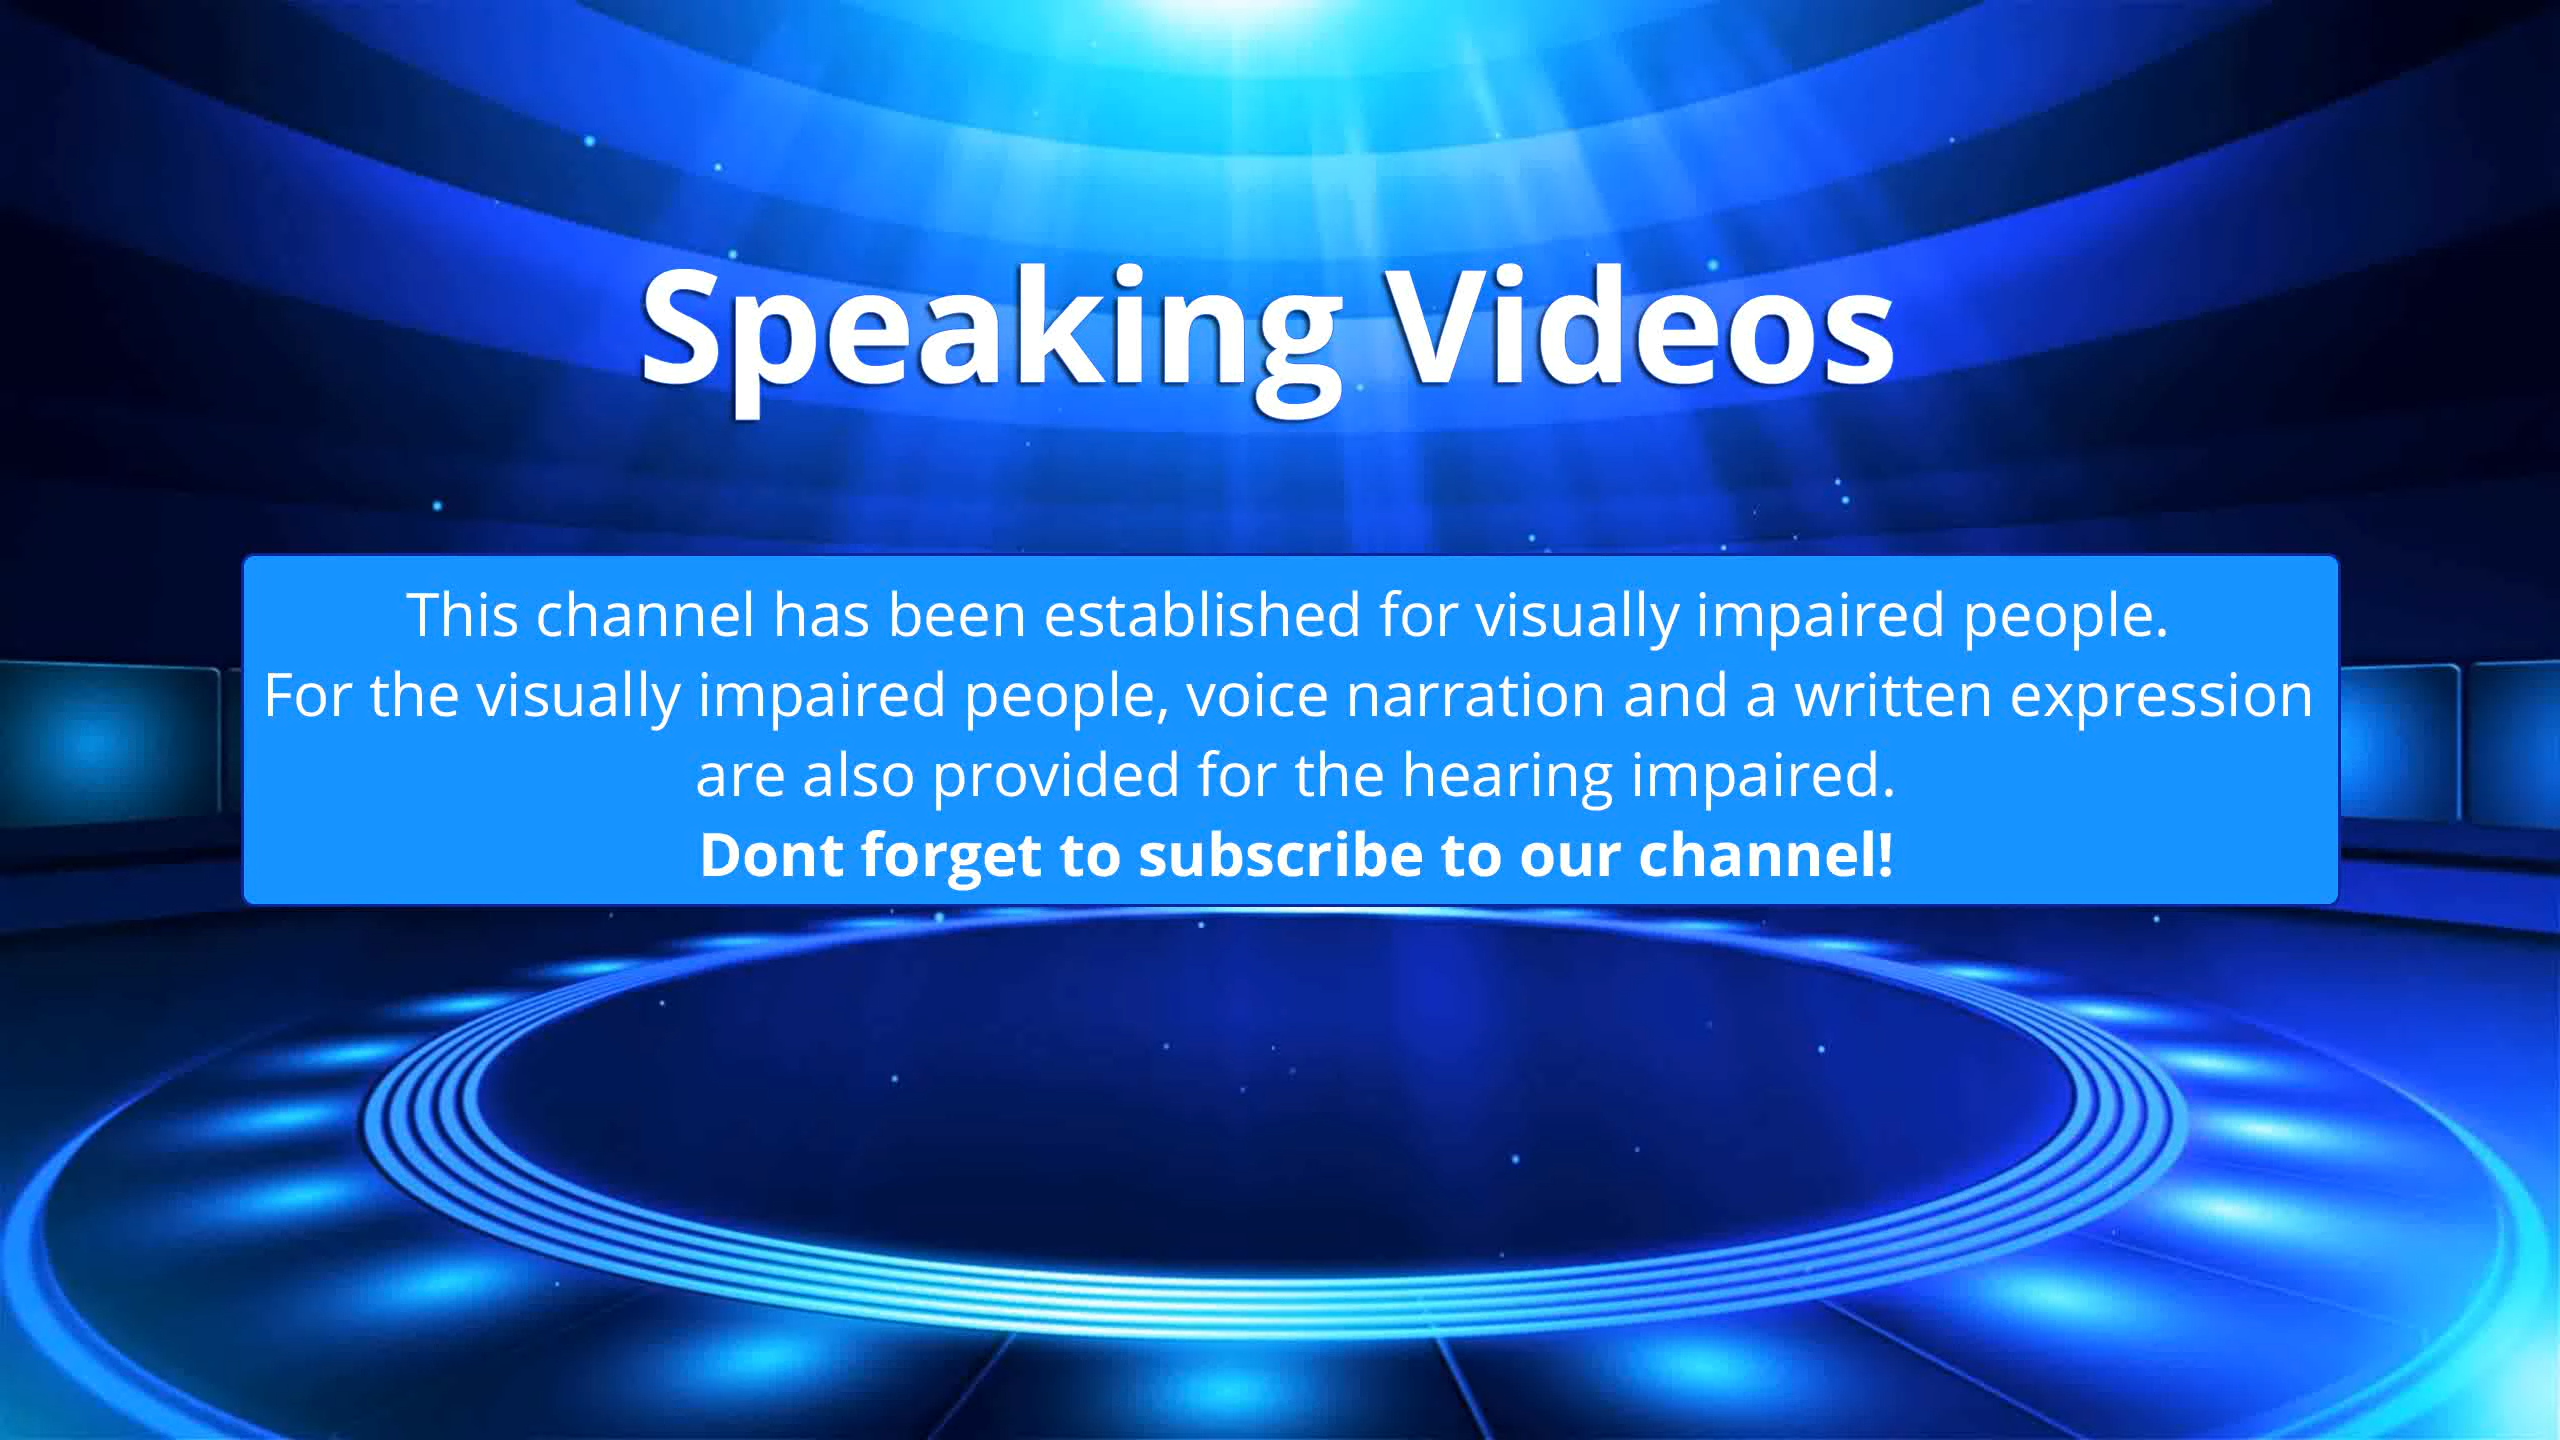 Speaking Videos
This channel has been established for visually impaired people.
For the visually impaired people, voice narration and a written expression
are also provided for the hearing impaired.
Dont forget to subscribe to our channel!